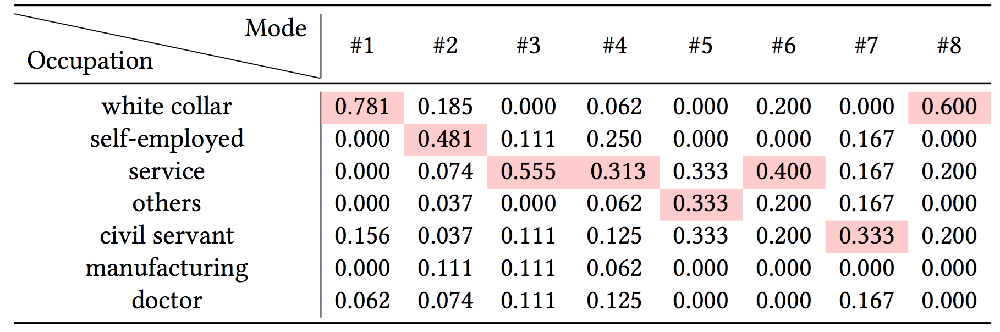 Mode
Occupation
#1 #2 #3 #4 #5 #6 #7 #8
white collar 0.781 0.185 0.000 0.062 0.000 0.200 0.000 0.600
self-employed 0.000 0.481 0.111 0.250 0.000 0.000 0.167 0.000
service 0.000 0.074 0.555 0.313 0.333 0.400 0.167 0.200
others 0.000 0.037 0.000 0.062 0.333 0.200 0.167 0.000
civil servant 0.156 0.037 0.111 0.125 0.333 0.200 0.333 0.200
manufacturing 0.000 0.111 0.111 0.062 0.000 0.000 0.000 0.000
doctor 0.062 0.074 0.111 0.125 0.000 0.000 0.167 0.000